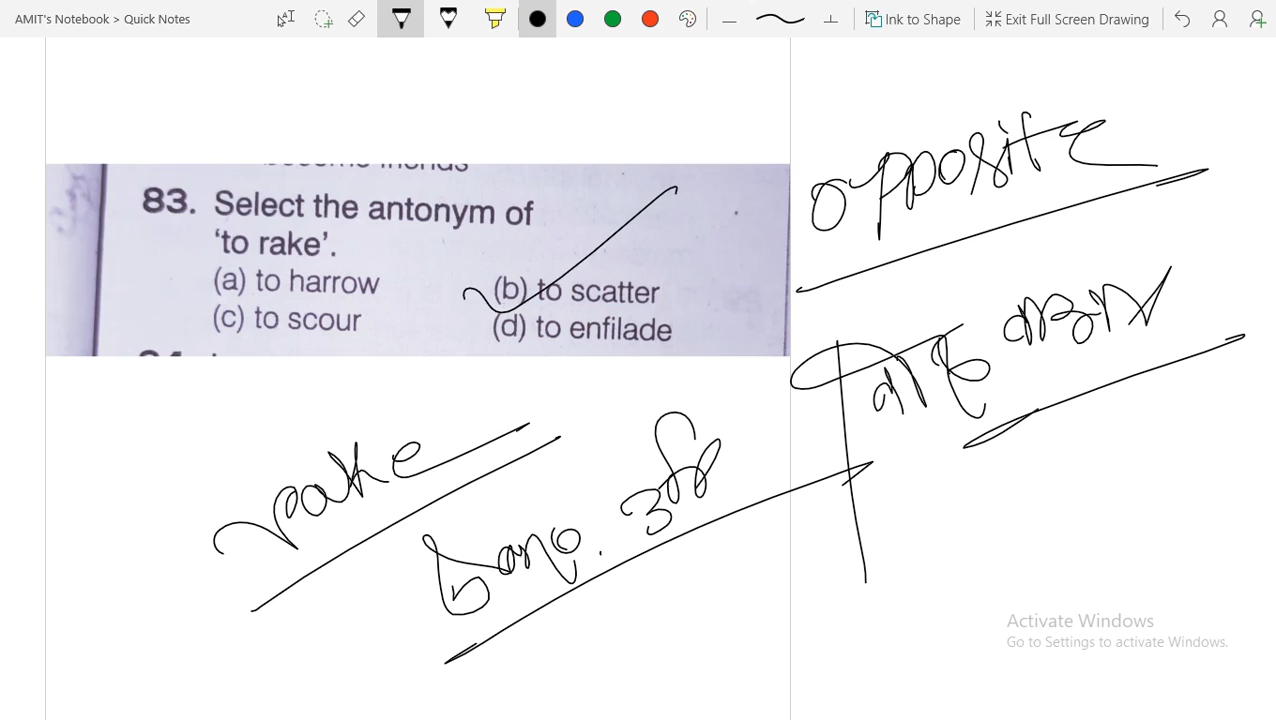 AMIT's Notebook > Quick Notes
Ink to Shape
Exit Full Screen Drawing
83. Select the antonym of
'to rake'.
(a) to harrow (b) to scatter
(c) to scour (d) to enfilade
opposite
rake
Activate Windows
Go to Settings to activate Windows.